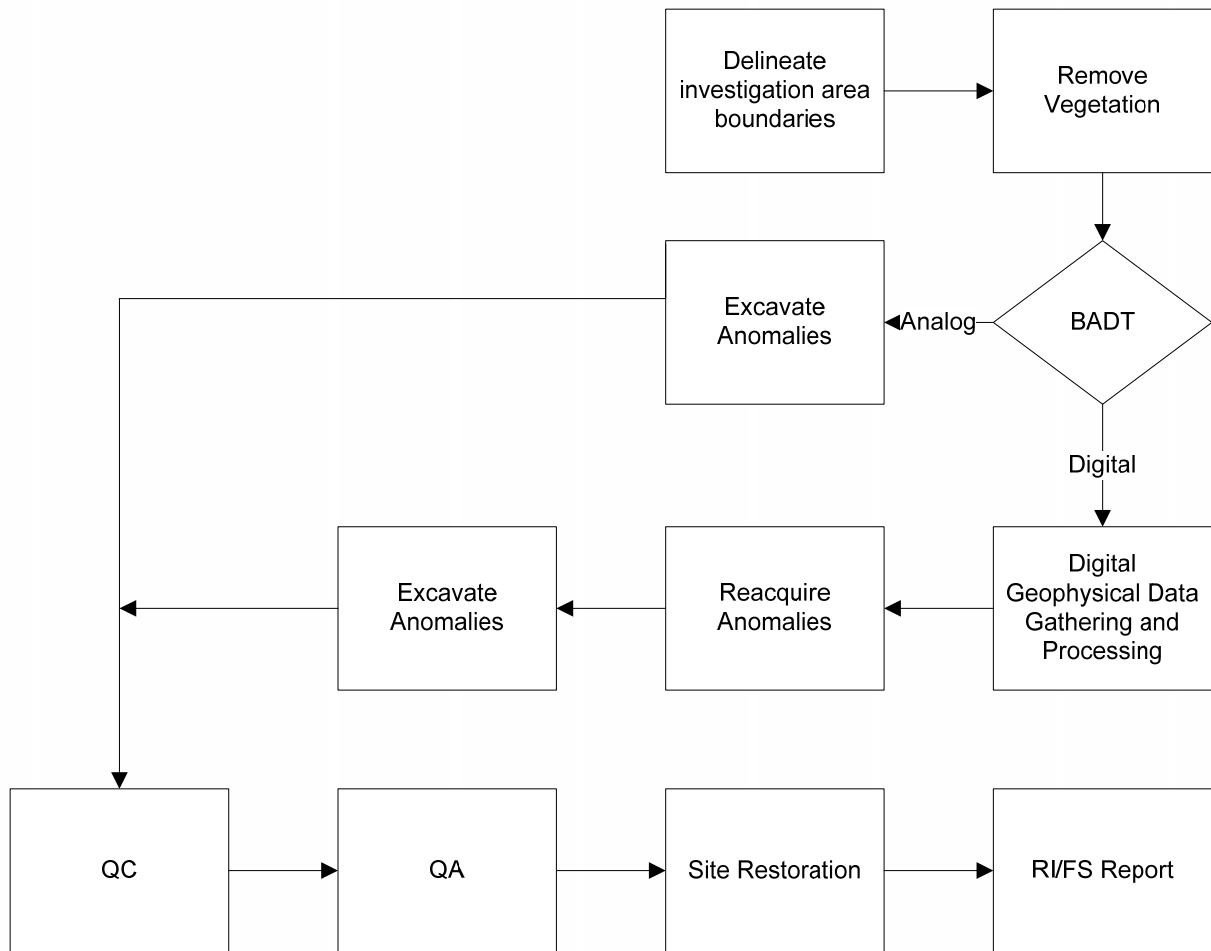 Delineate
investigation area
boundaries
Remove
Vegetation
BADT
Analog
Excavate
Anomalies
Digital
Digital
Geophysical Data
Gathering and
Processing
Reacquire
Anomalies
Excavate
Anomalies
QC
QA
Site Restoration
RI/FS Report